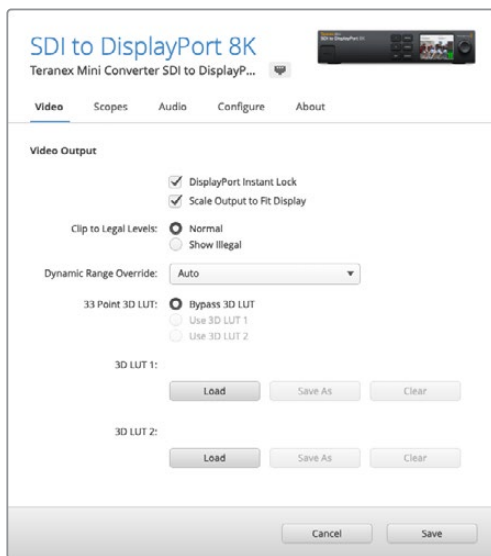 SDI to DisplayPort 8K
Teranex Mini Converter SDI to DisplayP...
Video Scopes Audio Configure About
Video Output
DisplayPort Instant Lock
Scale Output to Fit Display
Clip to Legal Levels: Normal
Show Illegal
Dynamic Range Override: Auto
33 Point 3D LUT: Bypass 3D LUT
Use 3D LUT 1
Use 3D LUT 2
3D LUT 1:
Load Save As Clear
3D LUT 2:
Load Save As Clear
Cancel Save